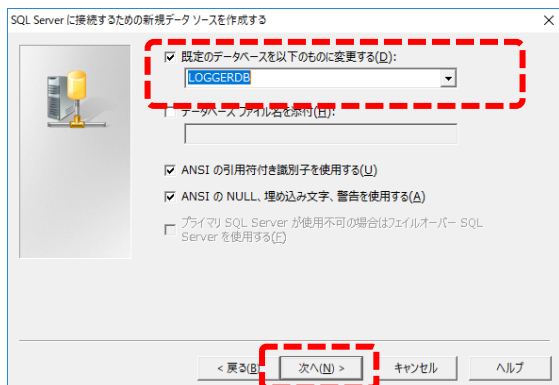 SQL Server に接続するための新規データ ソースを作成する
既定のデータベースを以下のものに変更する(D):
LOGGERDB
データベース ファイル名を添付(H):
ANSI の引用符付き識別子を使用する(U)
ANSI の NULL、埋め込み文字、警告を使用する(A)
プライマリ SQL Server が使用不可の場合はフェイルオーバー SQL
Server を使用する(F)
< 戻る(B)
次へ(N) >
キャンセル
ヘルプ